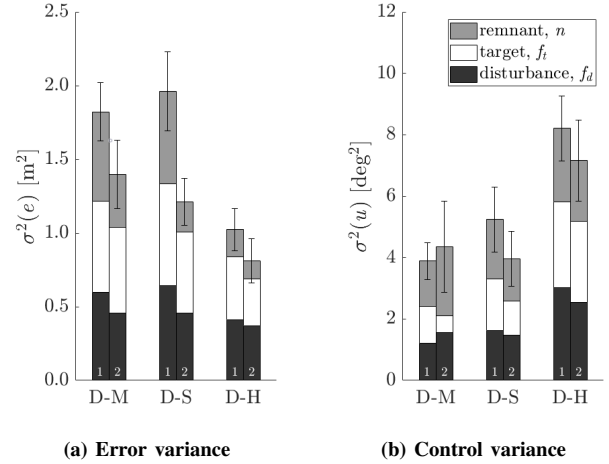 2.5
2.0
1.5
1.0
0.5
0.0
σ²(e) [m²]
1 2 1 2 1 2
D-M D-S D-H
(a) Error variance
12
10
8
6
4
2
0
σ²(u) [deg²]
remnant, n
target, f_t
disturbance, f_d
1 2 1 2 1 2
D-M D-S D-H
(b) Control variance